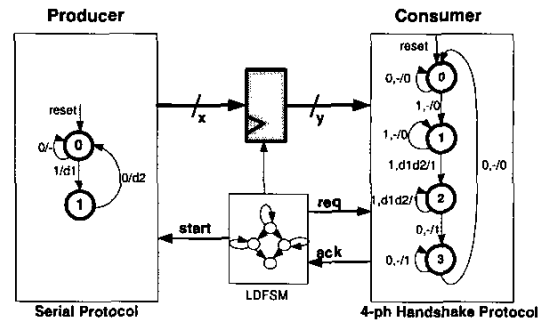 Producer
Consumer
reset
0
0/-
1/d1
0/d2
1
x
y
start
req
ack
LDFSM
reset
0,-/0
0
1,-/0
1,-/0
1
1,d1d2/1
0,-/0
1,d1d2/1
2
0,-/1
0,-/1
3
Serial Protocol
4-ph Handshake Protocol